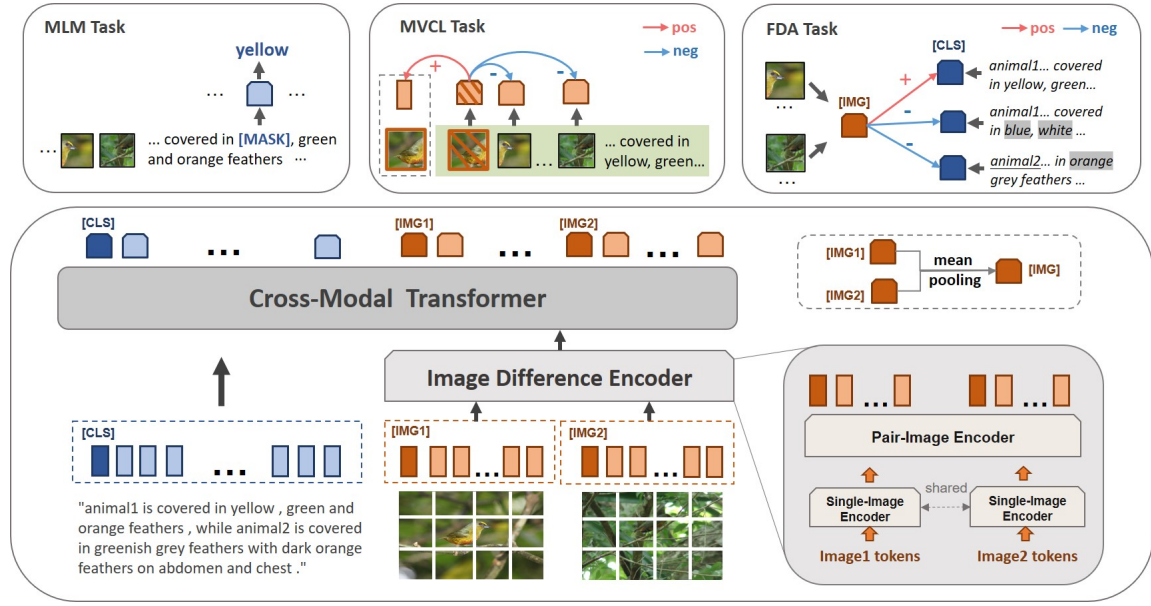 MLM Task
yellow
... ...
... ... covered in [MASK], green
and orange feathers ...
MVCL Task
pos
neg
+
-
-
...
... covered in
yellow, green...
FDA Task
pos
neg
[CLS]
...
...
[IMG]
+
-
-
animal1... covered
in yellow, green...
animal1... covered
in blue, white ...
animal2... in orange
grey feathers ...
[CLS]
...
[IMG1]
...
[IMG2]
...
Cross-Modal Transformer
[IMG1]
[IMG2]
mean
pooling
[IMG]
Image Difference Encoder
[CLS]
...
[IMG1]
...
[IMG2]
...
"animal1 is covered in yellow , green and
orange feathers , while animal2 is covered
in greenish grey feathers with dark orange
feathers on abdomen and chest ."
...
...
Pair-Image Encoder
shared
Single-Image
Encoder
Single-Image
Encoder
Image1 tokens
Image2 tokens